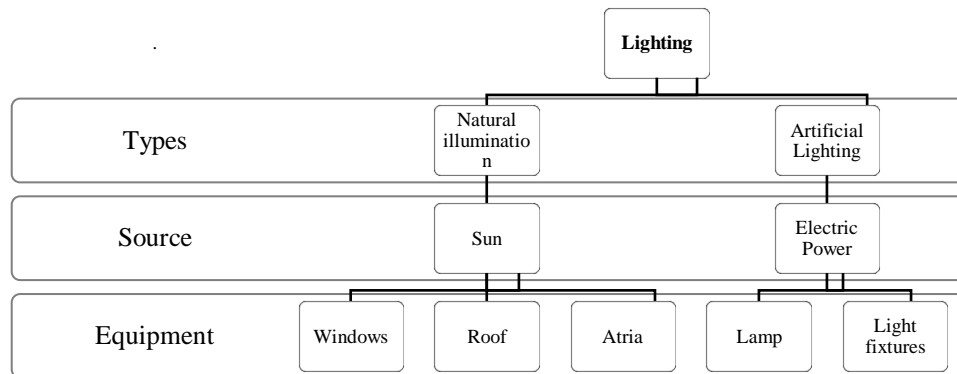 Lighting
.
Types
Natural
illuminatio
n
Artificial
Lighting
Source
Sun
Electric
Power
Equipment
Windows
Roof
Atria
Lamp
Light
fixtures